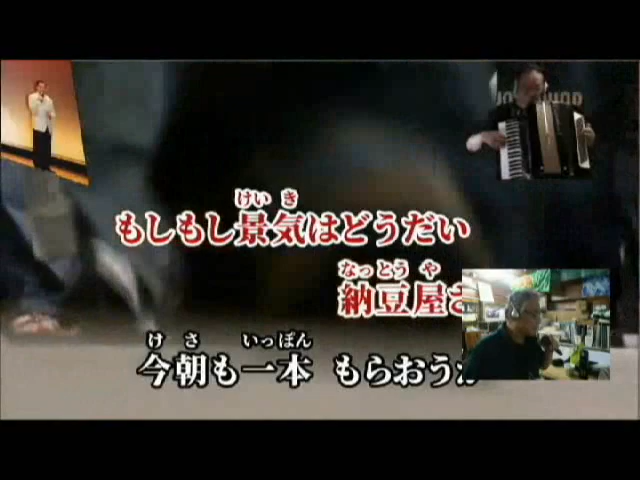 けい き
もしもし景気はどうだい
なっ とう や
納豆屋さ
け さ いっ ぽん
今朝も一本 もらおうか